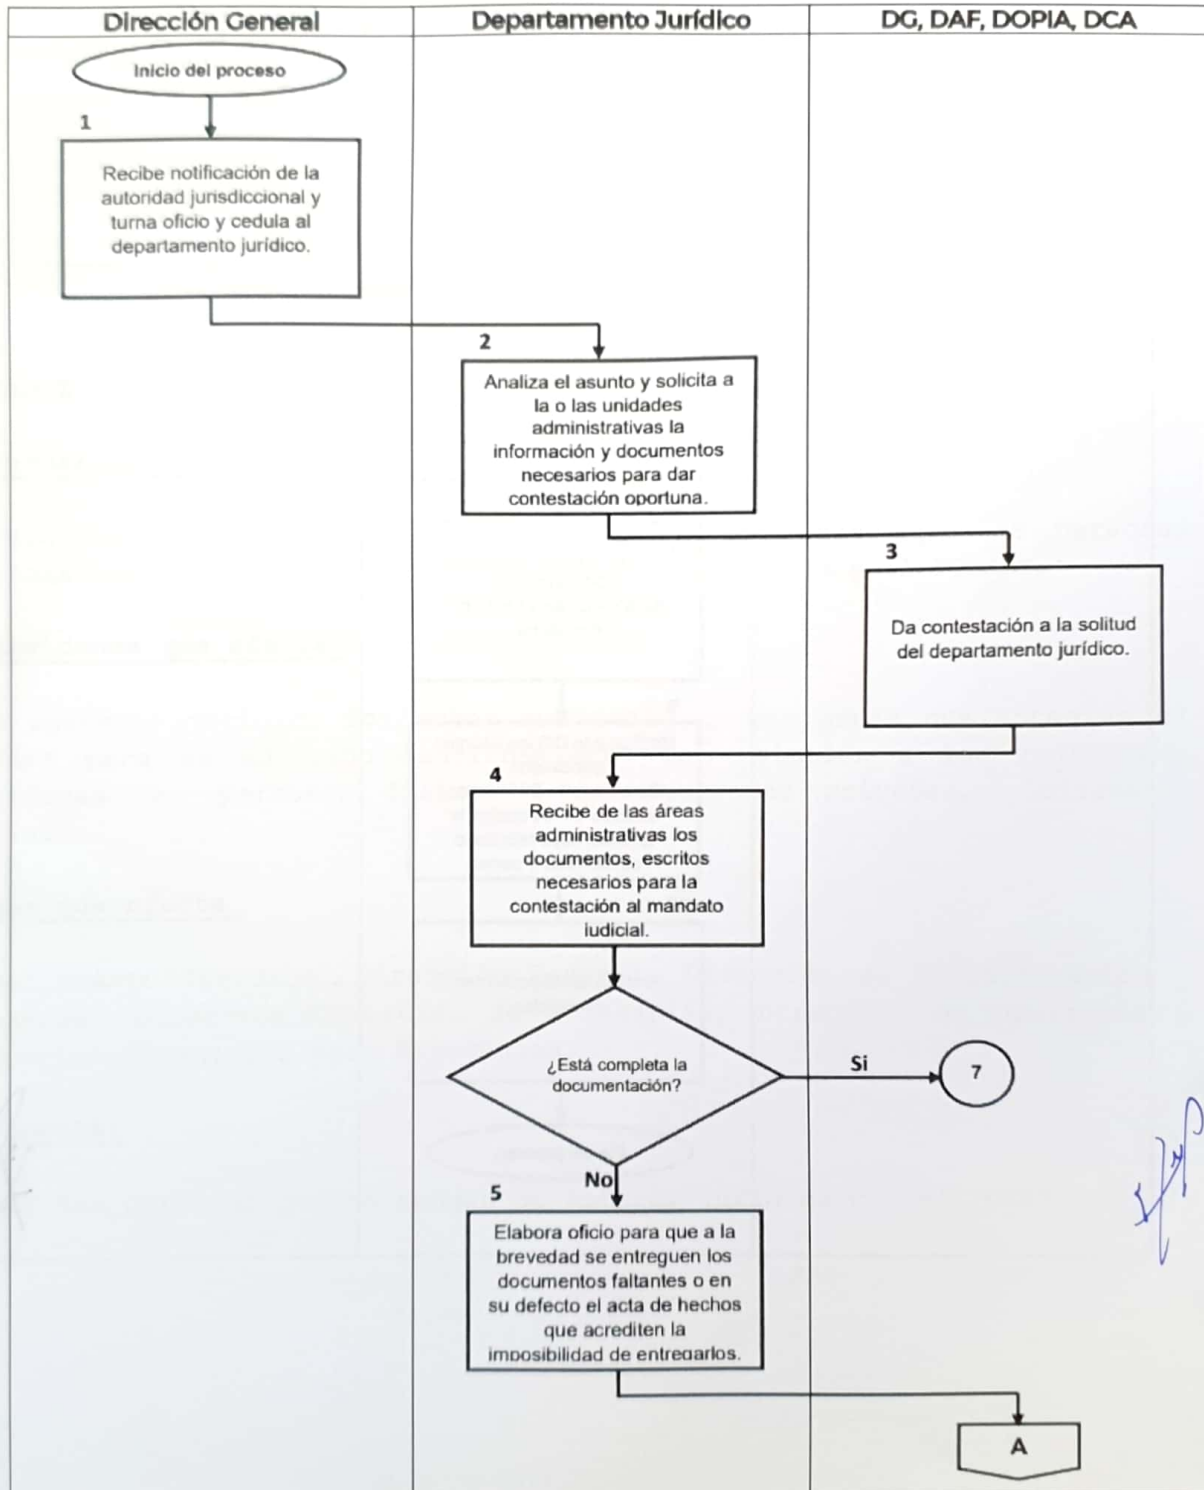 Dirección General
Departamento Jurídico
DG, DAF, DOPIA, DCA
Inicio del proceso
1
Recibe notificación de la
autoridad jurisdiccional y
turna oficio y cedula al
departamento jurídico.
2
Analiza el asunto y solicita a
la o las unidades
administrativas la
información y documentos
necesarios para dar
contestación oportuna.
3
Da contestación a la solitud
del departamento jurídico.
4
Recibe de las áreas
administrativas los
documentos, escritos
necesarios para la
contestación al mandato
judicial.
¿Está completa la
documentación?
Si
7
No
5
Elabora oficio para que a la
brevedad se entreguen los
documentos faltantes o en
su defecto el acta de hechos
que acrediten la
imposibilidad de entregarlos.
A